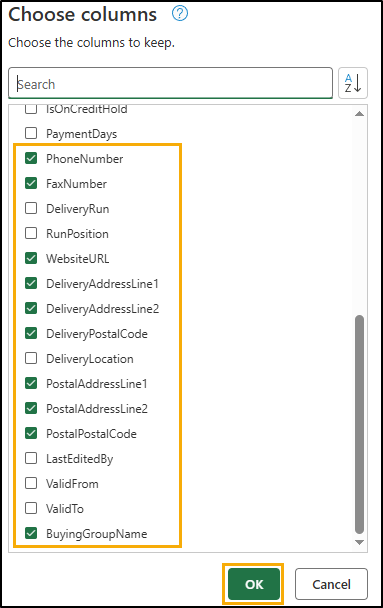 Choose columns
Choose the columns to keep.
Search
IsOnCreditHold
PaymentDays
PhoneNumber
FaxNumber
DeliveryRun
RunPosition
WebsiteURL
DeliveryAddressLine1
DeliveryAddressLine2
DeliveryPostalCode
DeliveryLocation
PostalAddressLine1
PostalAddressLine2
PostalPostalCode
LastEditedBy
ValidFrom
ValidTo
BuyingGroupName
OK Cancel